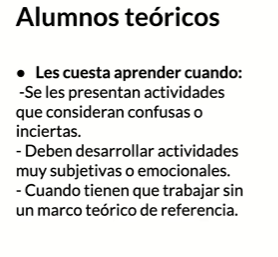 Alumnos teóricos
● Les cuesta aprender cuando:
-Se les presentan actividades
que consideran confusas o
inciertas.
- Deben desarrollar actividades
muy subjetivas o emocionales.
- Cuando tienen que trabajar sin
un marco teórico de referencia.